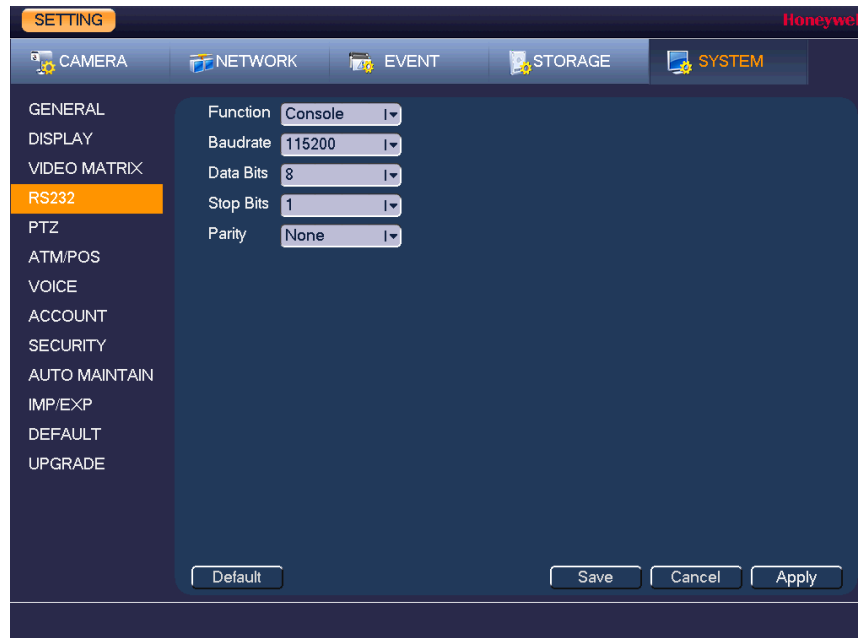 SETTING
Honeywel
CAMERA NETWORK EVENT STORAGE SYSTEM
GENERAL
DISPLAY
VIDEO MATRIX
RS232
PTZ
ATM/POS
VOICE
ACCOUNT
SECURITY
AUTO MAINTAIN
IMP/EXP
DEFAULT
UPGRADE
Function Console
Baudrate 115200
Data Bits 8
Stop Bits 1
Parity None
Default Save Cancel Apply